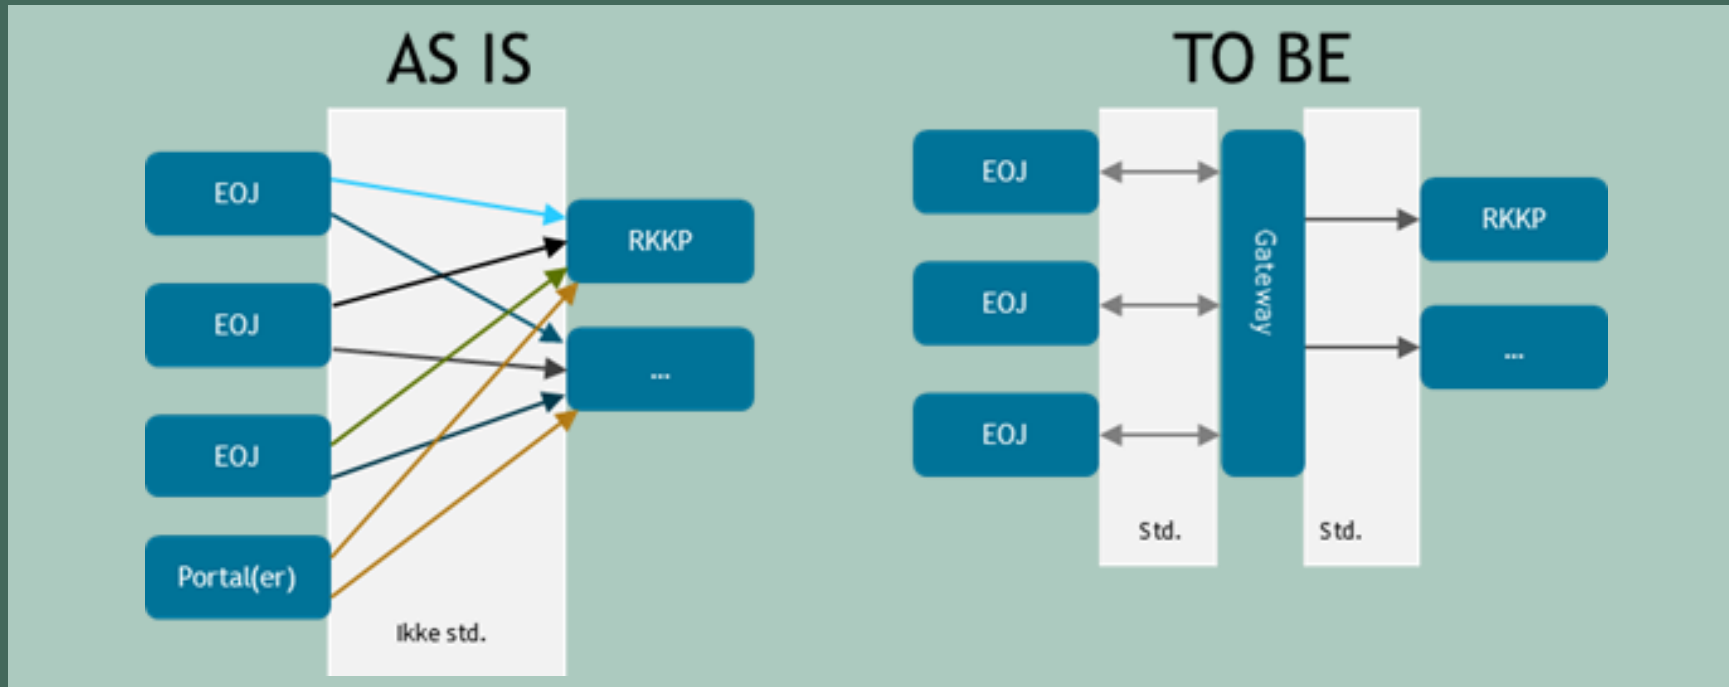 AS IS
EOJ
EOJ
EOJ
Portal(er)
RKKP
...
Ikke std.
TO BE
EOJ
EOJ
EOJ
Gateway
RKKP
...
Std.
Std.